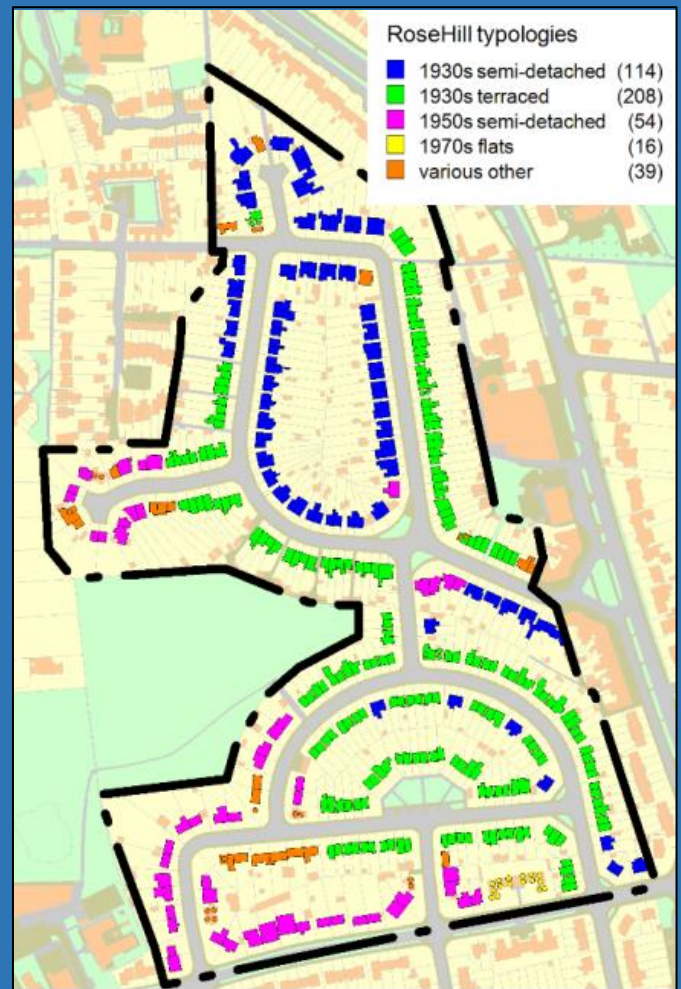 RoseHill typologies
1930s semi-detached (114)
1930s terraced (208)
1950s semi-detached (54)
1970s flats (16)
various other (39)